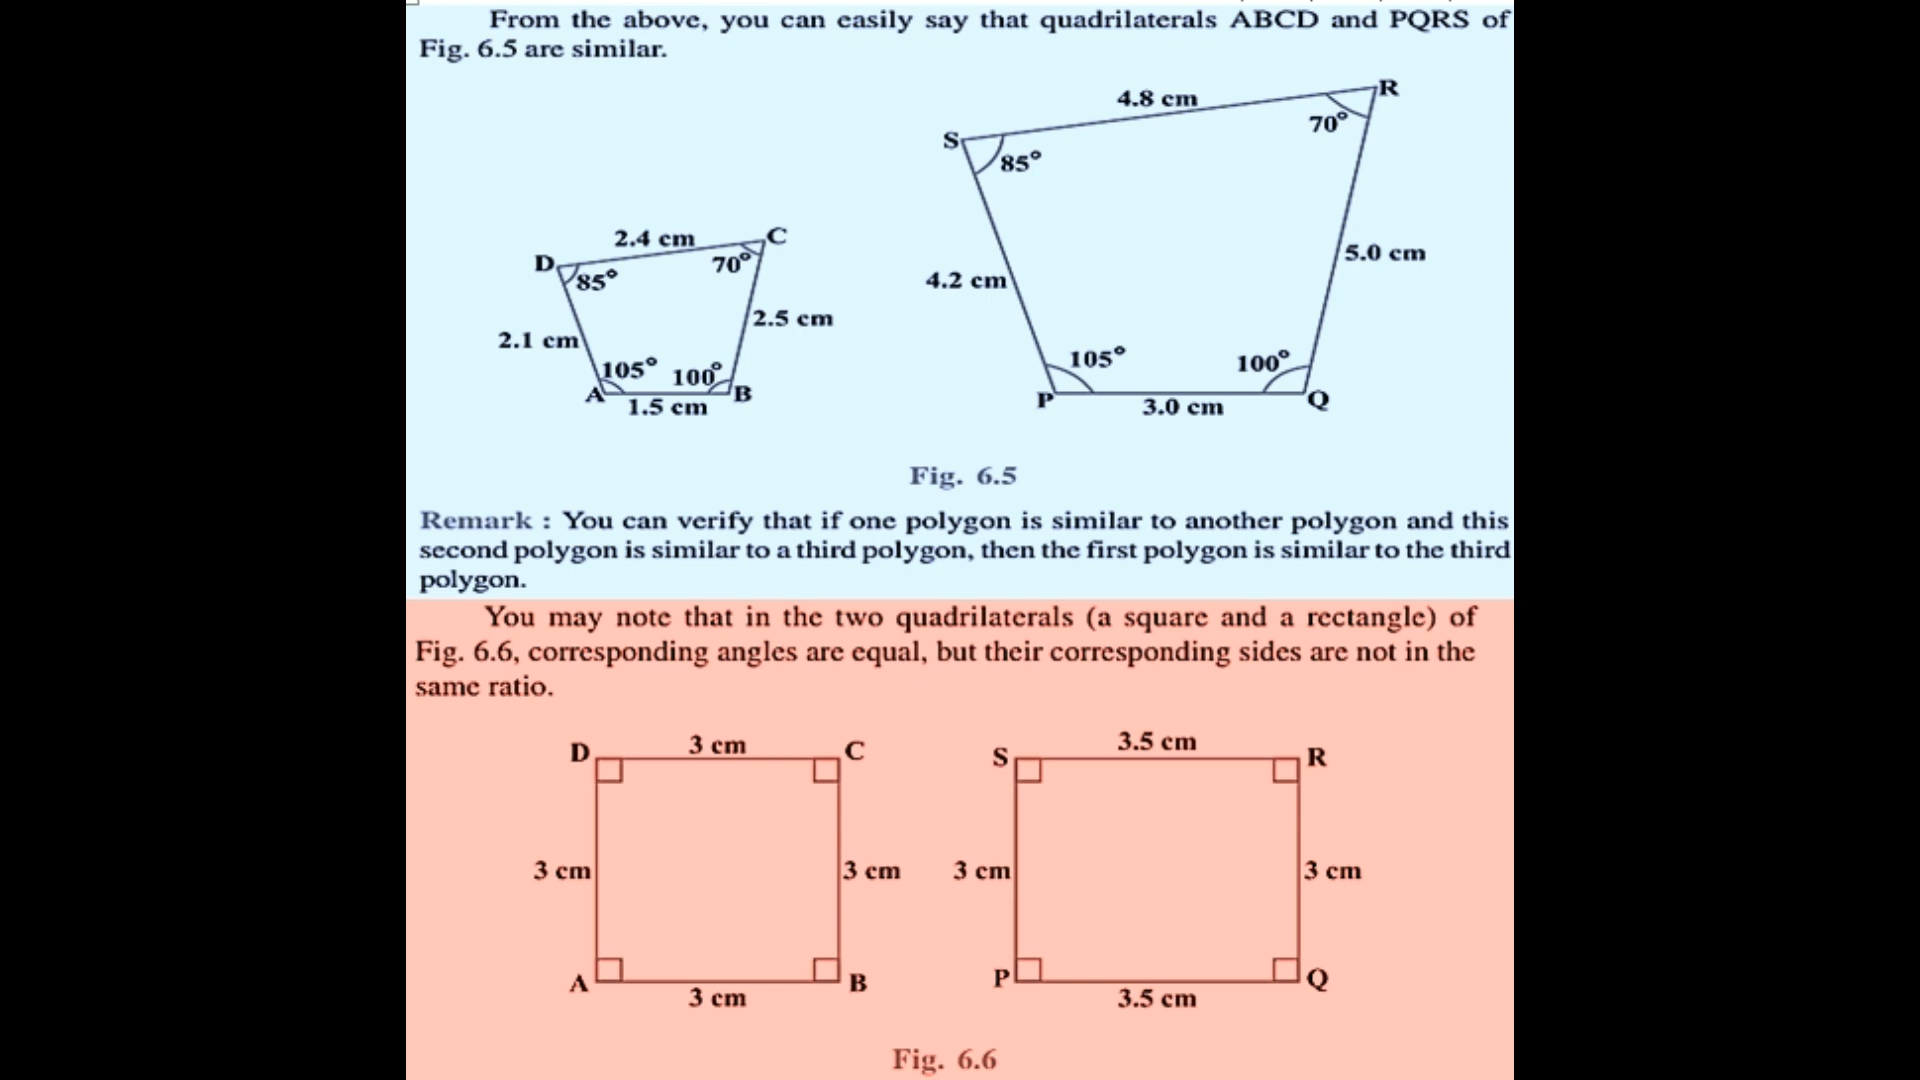 From the above, you can easily say that quadrilaterals ABCD and PQRS of
Fig. 6.5 are similar.
4.8 cm
R
70°
S
85°
2.4 cm
C
D
70°
85°
5.0 cm
4.2 cm
2.5 cm
2.1 cm
105°
100°
105°
100°
A
B
1.5 cm
P
Q
3.0 cm
Fig. 6.5
Remark : You can verify that if one polygon is similar to another polygon and this
second polygon is similar to a third polygon, then the first polygon is similar to the third
polygon.
You may note that in the two quadrilaterals (a square and a rectangle) of
Fig. 6.6, corresponding angles are equal, but their corresponding sides are not in the
same ratio.
D
3 cm
C
S
3.5 cm
R
3 cm
3 cm
3 cm
3 cm
A
B
3 cm
P
Q
3.5 cm
Fig. 6.6